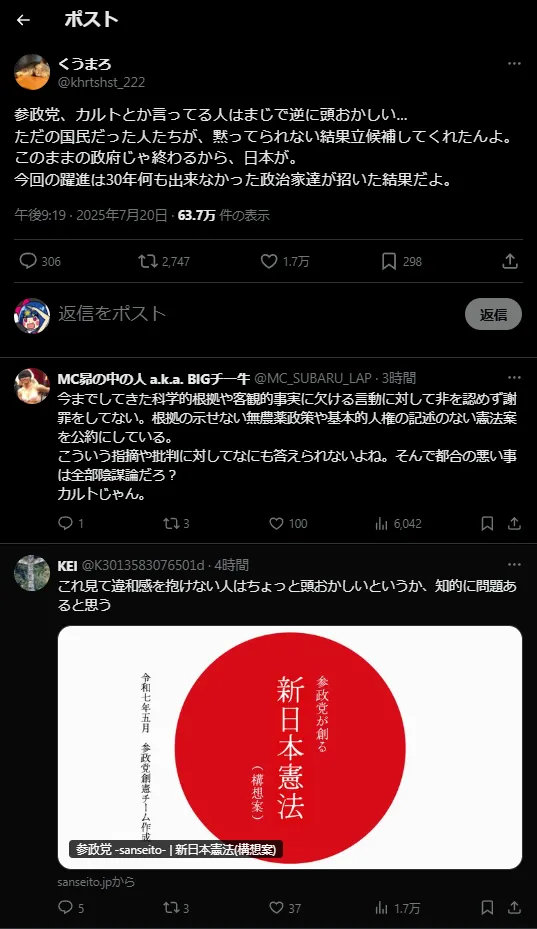 ポスト
くうまろ
@khrtshst_222
参政党、カルトとか言ってる人はまじで逆に頭おかしい...
ただの国民だった人たちが、黙ってられない結果立候補してくれたんよ。
このままの政府じゃ終わるから、日本が。
今回の躍進は30年何も出来なかった政治家達が招いた結果だよ。
午後9:19 · 2025年7月20日 · 63.7万 件の表示
306 2,747 1.7万 298
返信をポスト 返信
MC昴の中の人 a.k.a. BIGチー牛 @MC_SUBARU_LAP · 3時間
今までしてきた科学的根拠や客観的事実に欠ける言動に対して非を認めず謝
罪をしてない。根拠の示せない無農薬政策や基本的人権の記述のない憲法案
を公約にしている。
こういう指摘や批判に対してなにも答えられないよね。そんで都合の悪い事
は全部陰謀論だろ？
カルトじゃん。
1 3 100 6,042
KEI @K3013583076501d · 4時間
これ見て違和感を抱けない人はちょっと頭おかしいというか、知的に問題あ
ると思う
参政党が創る
新日本憲法
（構想案）
令和七年五月 参政党創憲チーム作成
参政党 -sanseito- | 新日本憲法(構想案)
sanseito.jpから
5 3 37 1.7万